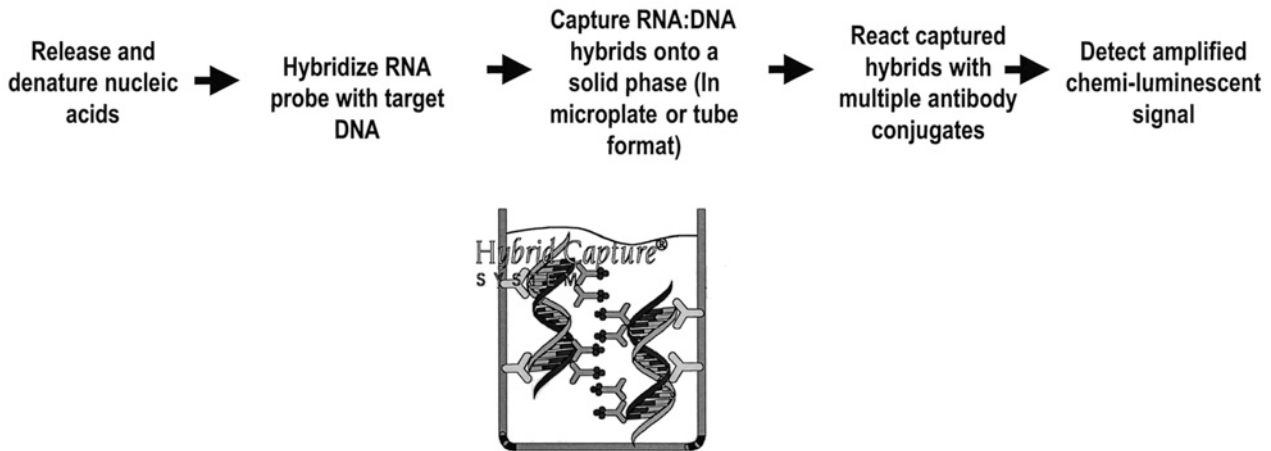 Release and
denature nucleic
acids
Hybridize RNA
probe with target
DNA
Capture RNA:DNA
hybrids onto a
solid phase (In
microplate or tube
format)
React captured
hybrids with
multiple antibody
conjugates
Detect amplified
chemi-luminescent
signal
Hybrid Capture®
SYSTEM